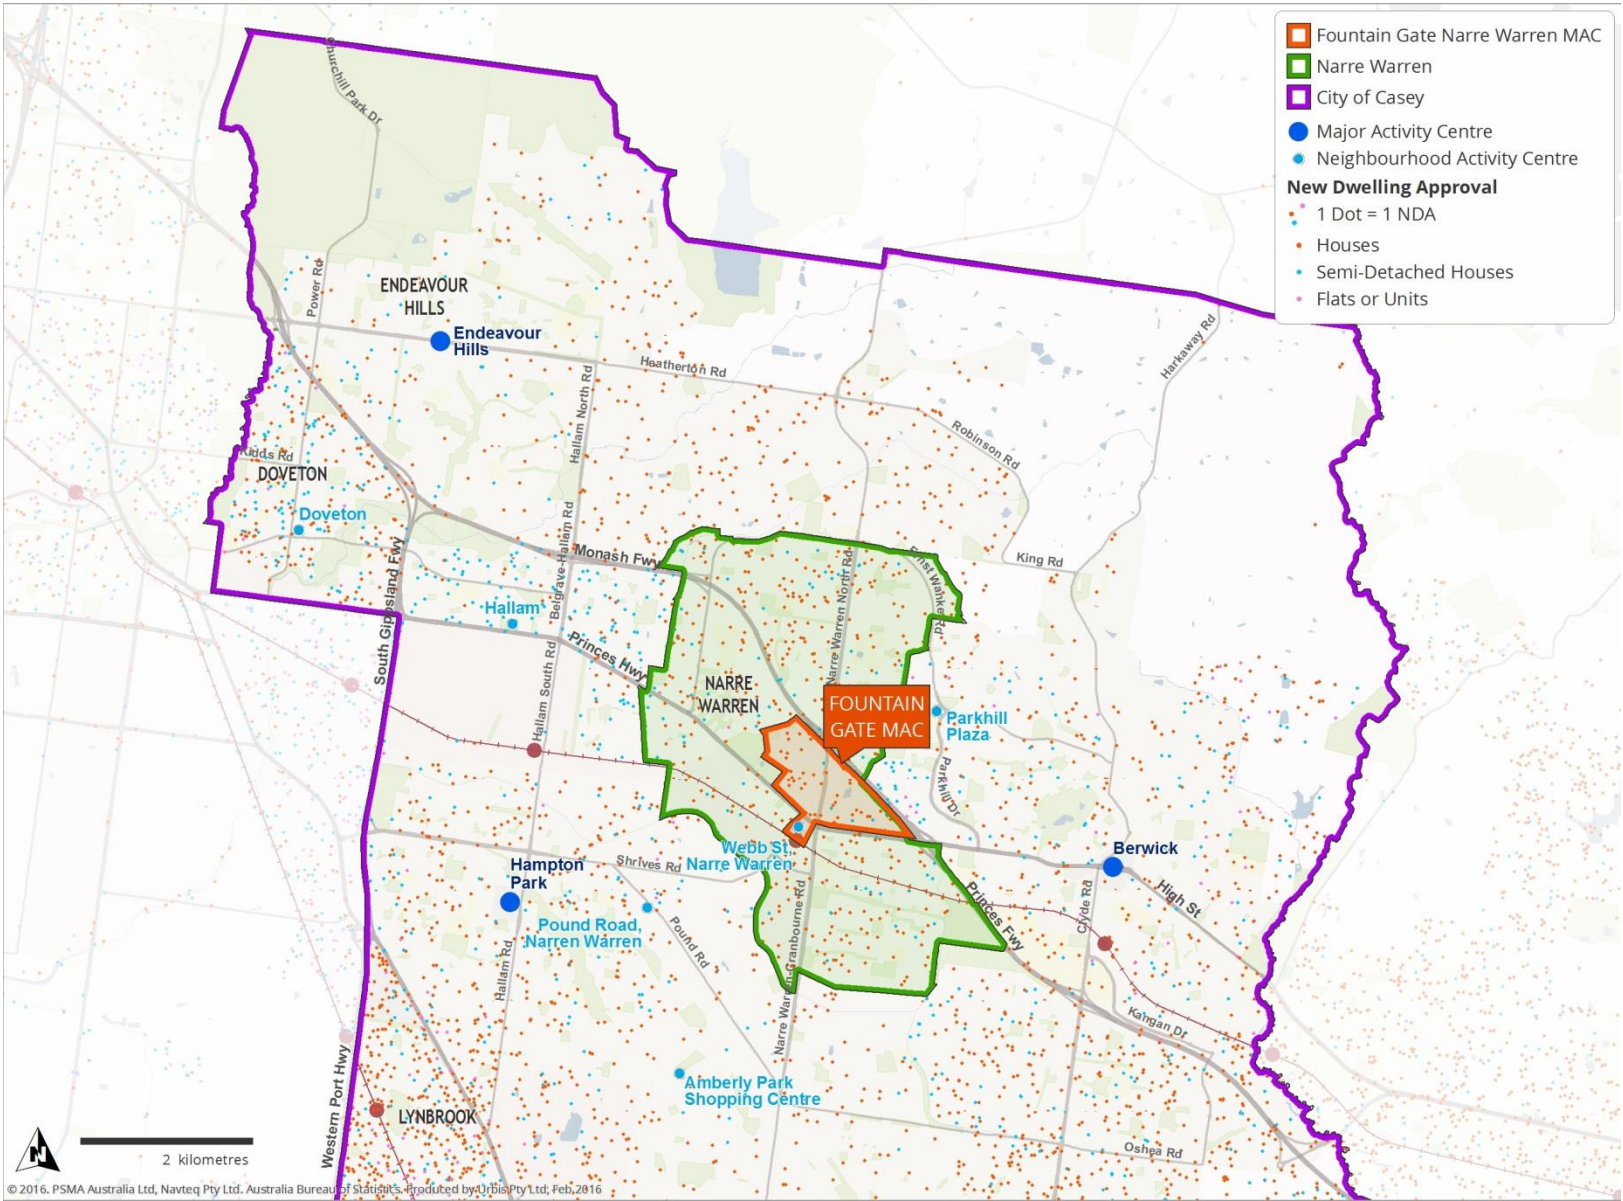 Fountain Gate Narre Warren MAC
Narre Warren
City of Casey
Major Activity Centre
Neighbourhood Activity Centre
New Dwelling Approval
1 Dot = 1 NDA
Houses
Semi-Detached Houses
Flats or Units
Churchill Park Dr
Power Rd
ENDEAVOUR
HILLS
Endeavour
Hills
Heatherton Rd
Harkaway Rd
Hallam North Rd
Robinson Rd
Kidds Rd
DOVETON
Doveton
South Gippsland Fwy
Belgrave-Hallam Rd
Monash Fwy
Ernst Wanke Rd
King Rd
Narre Warren North Rd
Hallam
Princes Hwy
Hallam South Rd
NARRE
WARREN
FOUNTAIN
GATE MAC
Parkhill
Plaza
Parkhill Dr
Webb St,
Narre Warren
Berwick
Hampton
Park
Shrives Rd
High St
Clyde Rd
Princes Fwy
Pound Road,
Narren Warren
Pound Rd
Hallam Rd
Narre Warren-Cranbourne Rd
Kangan Dr
Western Port Hwy
Amberly Park
Shopping Centre
LYNBROOK
Oshea Rd
N
2 kilometres
© 2016. PSMA Australia Ltd, Navteq Pty Ltd. Australia Bureau of Statistics. Produced by Urbis Pty Ltd, Feb 2016